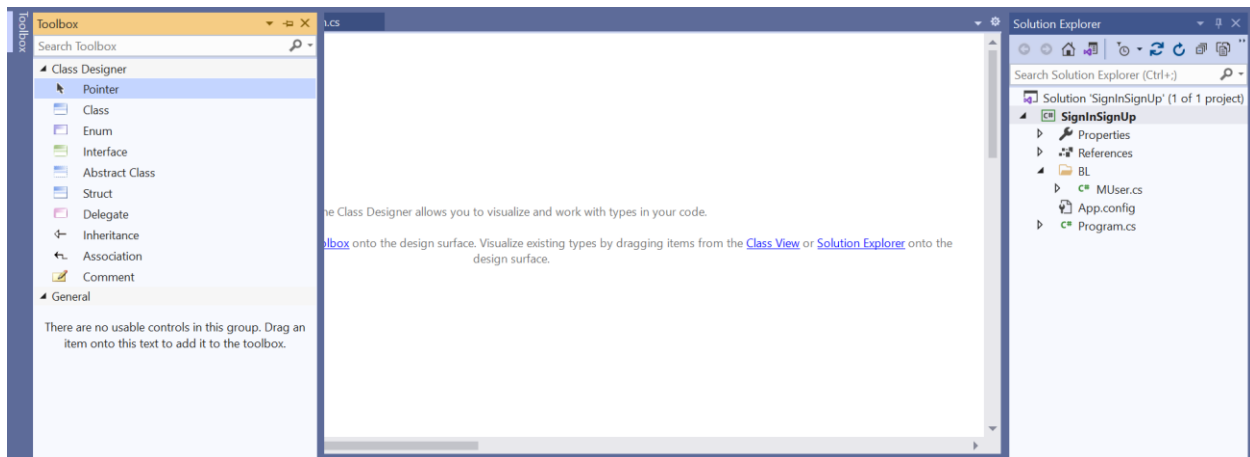 Toolbox
Toolbox
Search Toolbox
Class Designer
Pointer
Class
Enum
Interface
Abstract Class
Struct
Delegate
Inheritance
Association
Comment
General
There are no usable controls in this group. Drag an
item onto this text to add it to the toolbox.
.cs
Class Designer allows you to visualize and work with types in your code.
onto the design surface. Visualize existing types by dragging items from the Class View or Solution Explorer onto the
design surface.
Solution Explorer
Search Solution Explorer (Ctrl+;)
Solution 'SignInSignUp' (1 of 1 project)
C# SignInSignUp
Properties
References
BL
C# MUser.cs
App.config
C# Program.cs